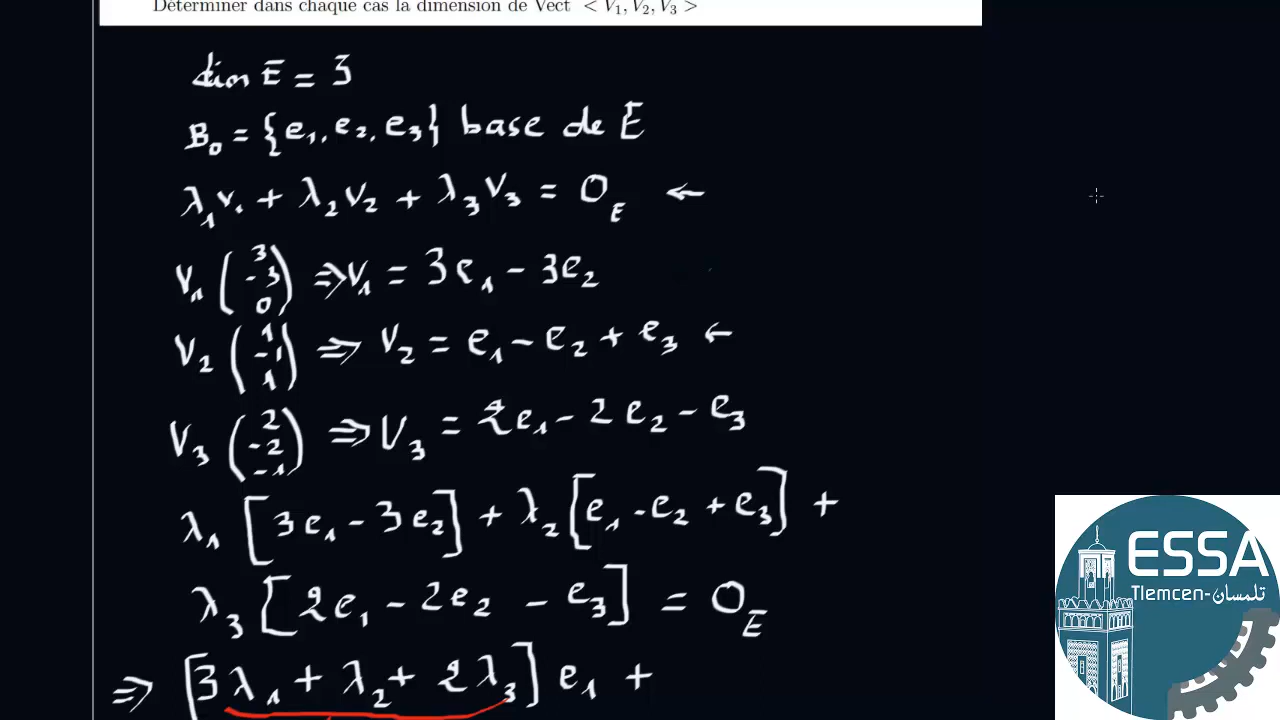 Déterminer dans chaque cas la dimension de Vect < V₁, V₂, V₃ >
dim E = 3
B₀ = {e₁, e₂, e₃} base de E
λ₁v₁ + λ₂v₂ + λ₃v₃ = 0_E ←
V₁ (3 -3 0) ⇒ V₁ = 3e₁ - 3e₂
V₂ (1 -1 1) ⇒ V₂ = e₁ - e₂ + e₃ ←
V₃ (2 -2 -1) ⇒ V₃ = 2e₁ - 2e₂ - e₃
λ₁ [3e₁ - 3e₂] + λ₂ [e₁ - e₂ + e₃] +
λ₃ [2e₁ - 2e₂ - e₃] = 0_E
⇒ [3λ₁ + λ₂ + 2λ₃] e₁ +
ESSA
Tlemcen-تلمسان